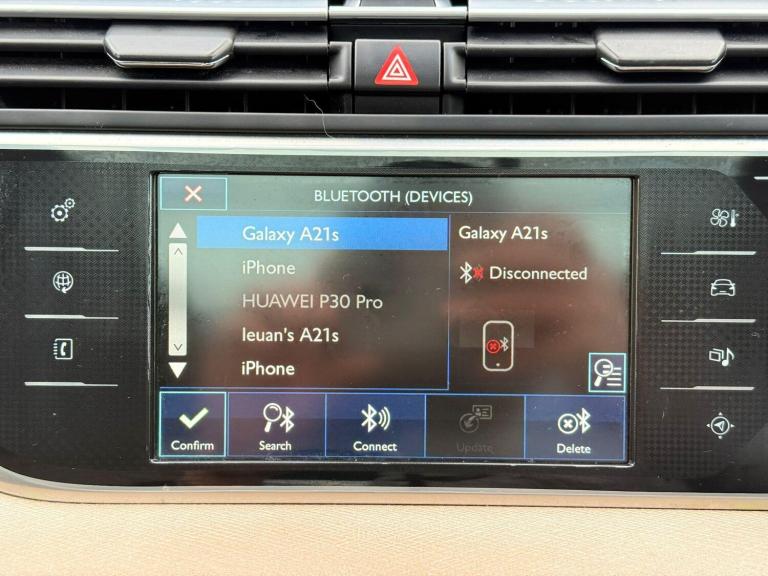 BLUETOOTH (DEVICES)
Galaxy A21s
iPhone
HUAWEI P30 Pro
Ieuan's A21s
iPhone
Galaxy A21s
Disconnected
Confirm
Search
Connect
Update
Delete